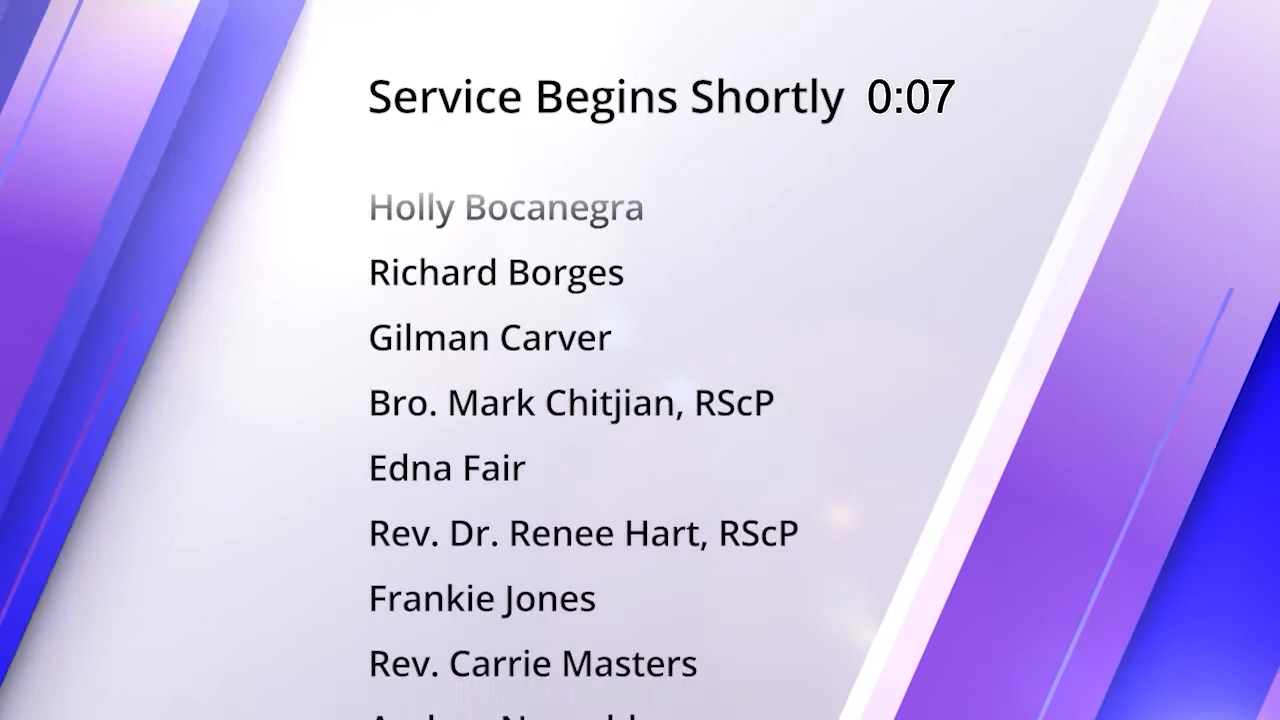 Service Begins Shortly 0:07
Holly Bocanegra
Richard Borges
Gilman Carver
Bro. Mark Chitjian, RScP
Edna Fair
Rev. Dr. Renee Hart, RScP
Frankie Jones
Rev. Carrie Masters